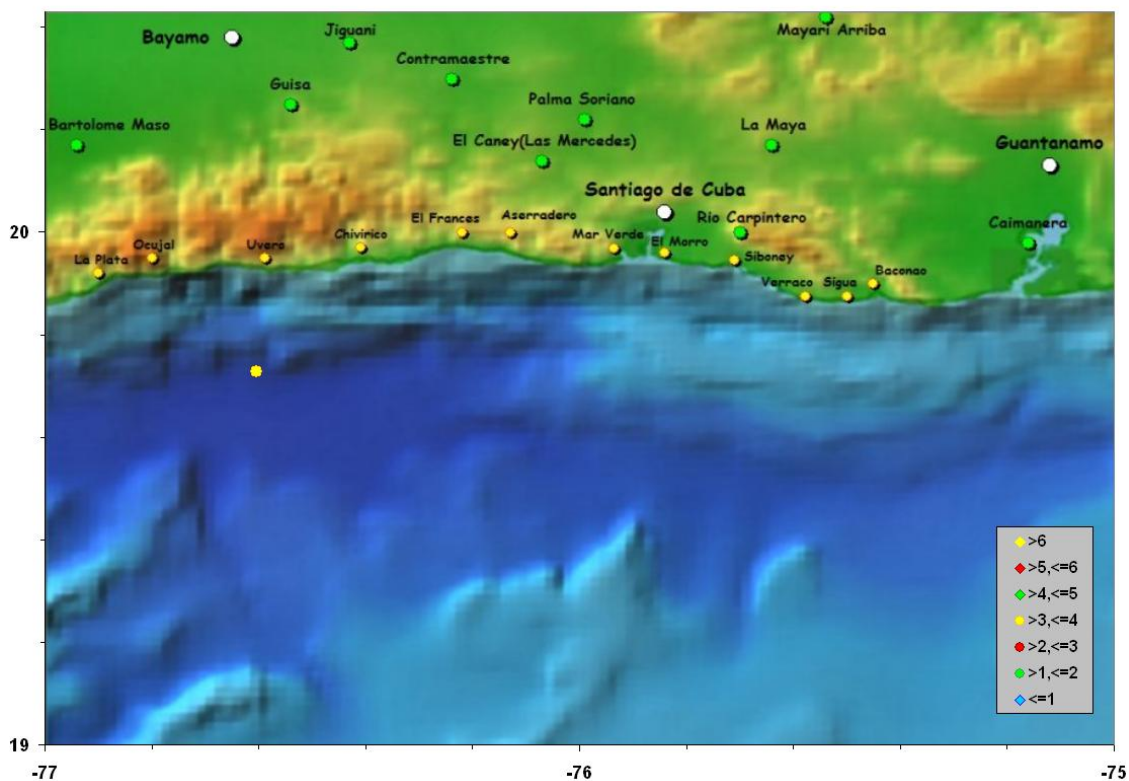 Jiguani
Mayari Arriba
Bayamo
Contramaestre
Guisa
Palma Soriano
Bartolome Maso
La Maya
El Caney(Las Mercedes)
Guantanamo
Santiago de Cuba
El Frances
Aserradero
Rio Carpintero
Caimanera
20
Chivirico
Mar Verde
El Morro
Ocujal
Uvero
La Plata
Siboney
Baconao
Verraco
Sigua
>6
>5,<=6
>4,<=5
>3,<=4
>2,<=3
>1,<=2
<=1
19
-77
-76
-75